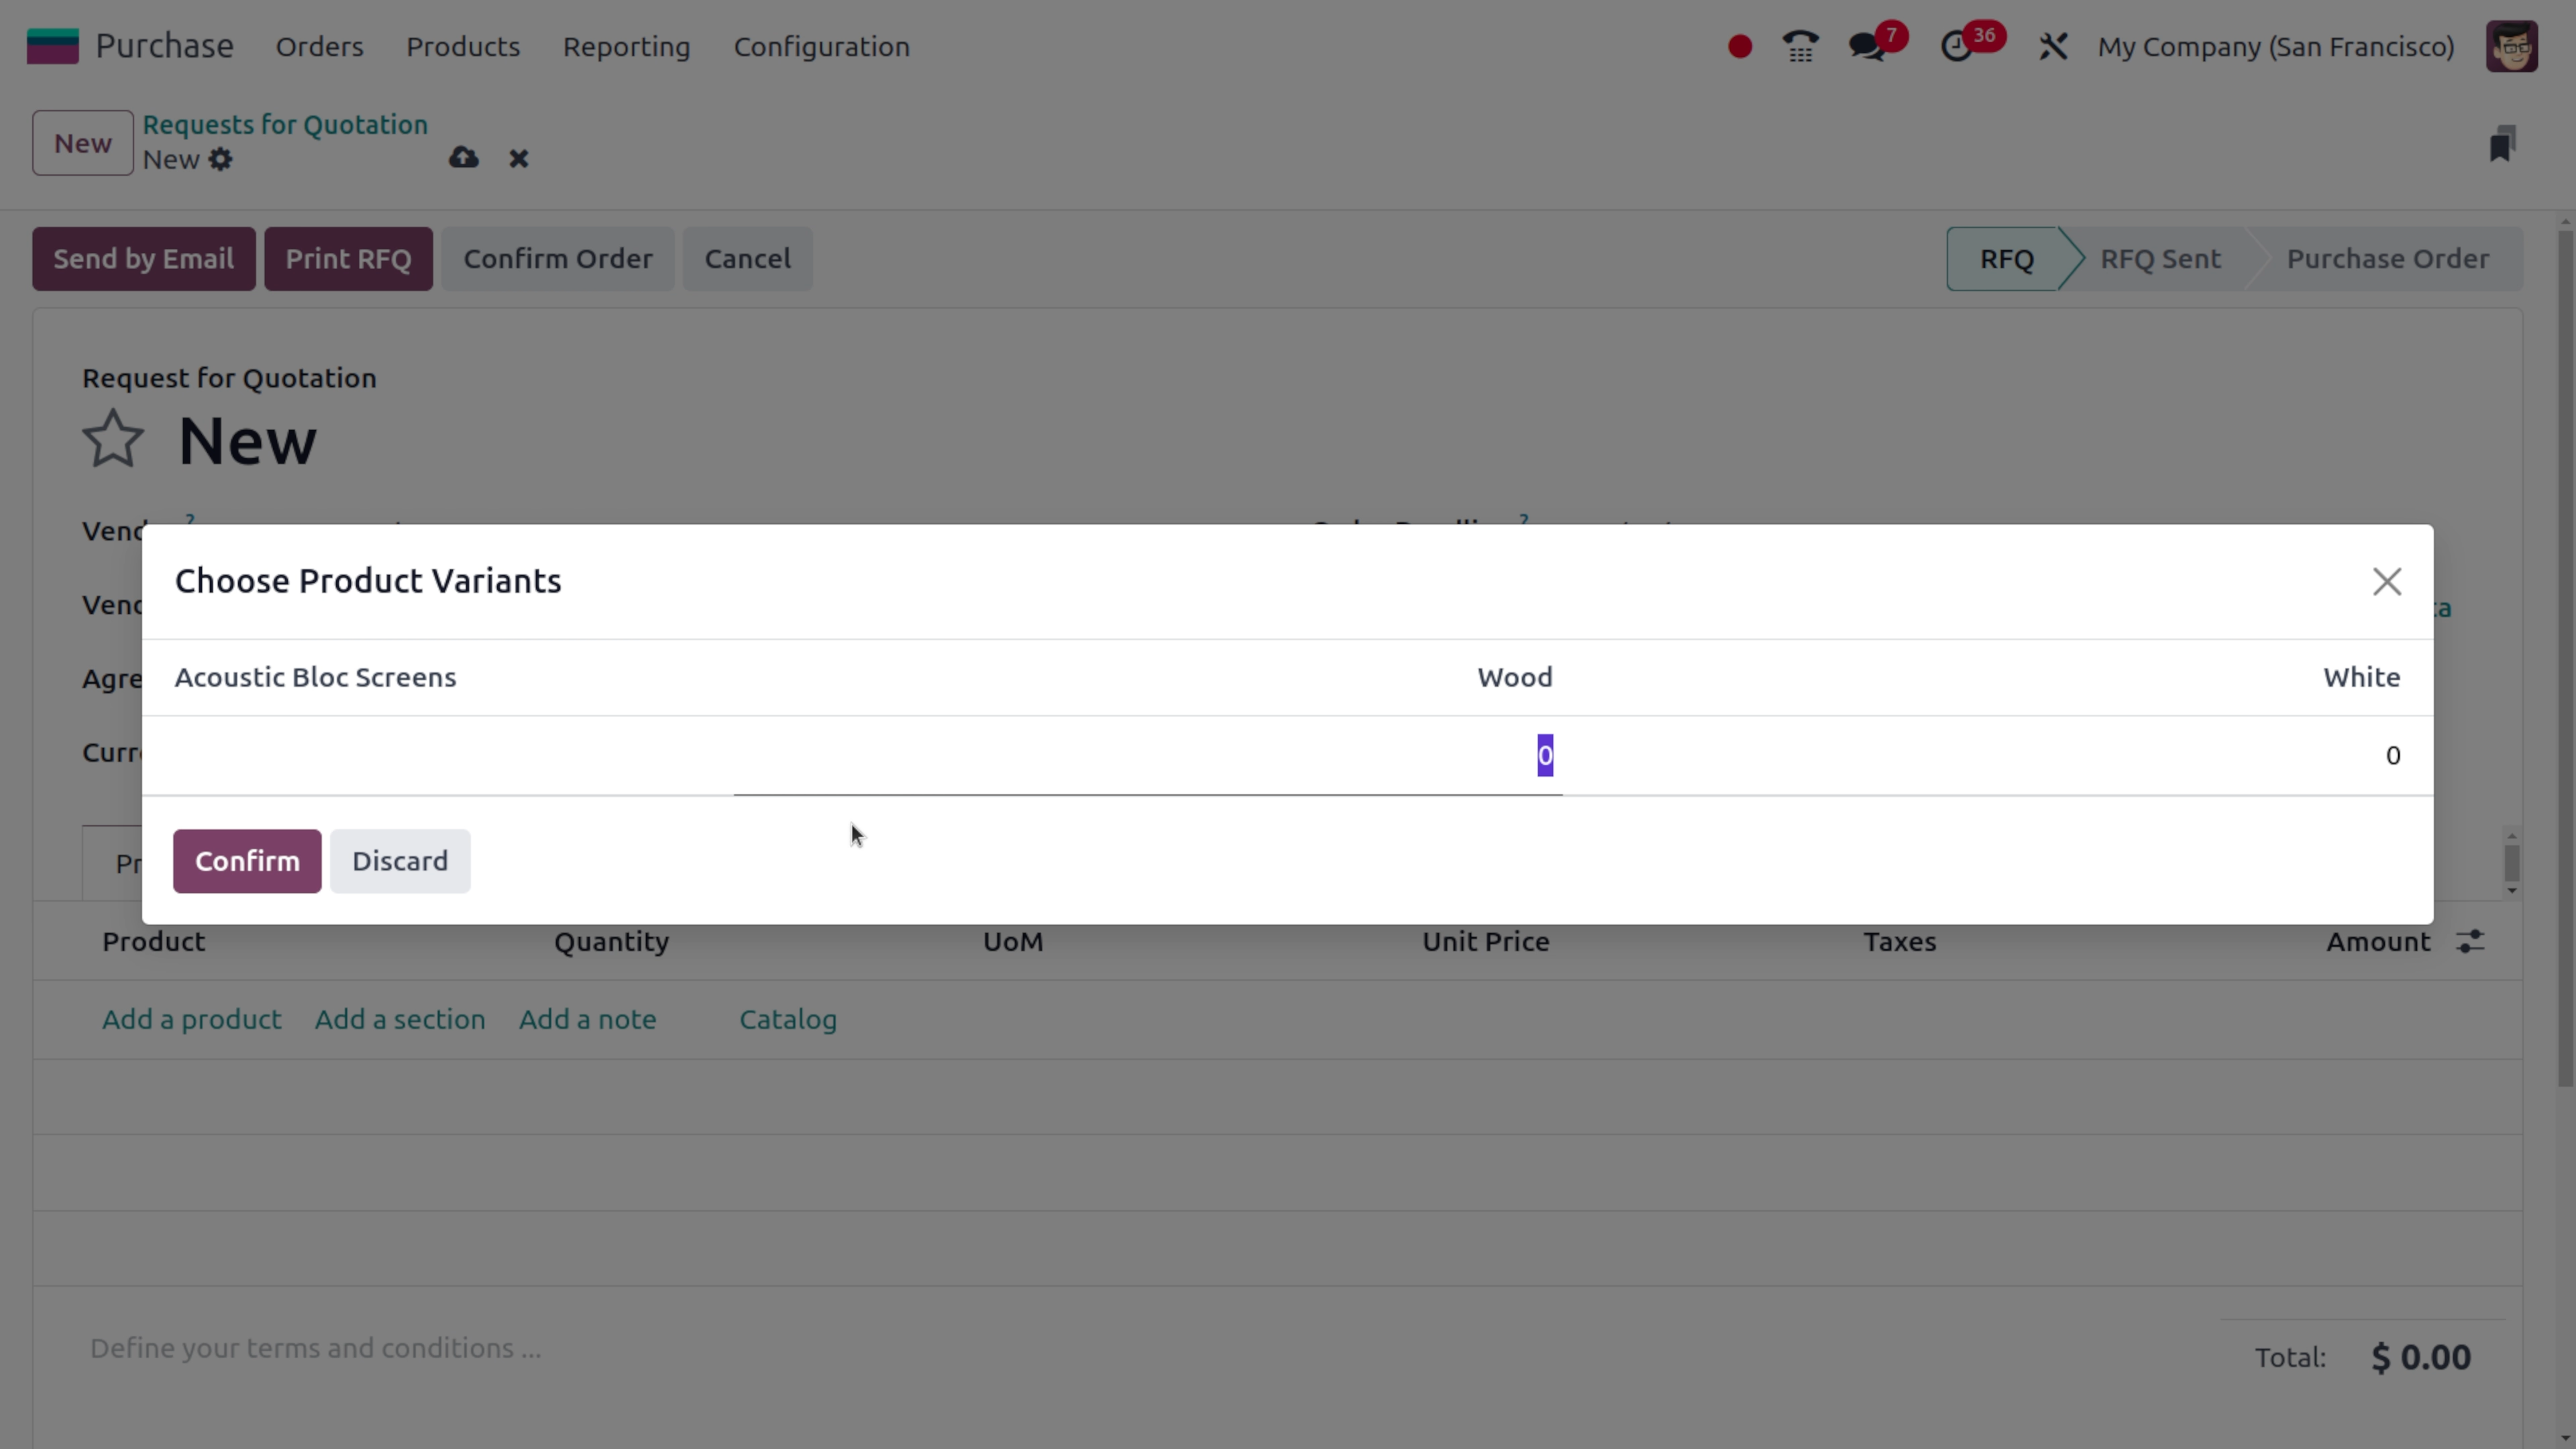 Purchase Orders Products Reporting Configuration 7 36 My Company (San Francisco)
New Requests for Quotation
New
Send by Email Print RFQ Confirm Order Cancel RFQ RFQ Sent Purchase Order
Request for Quotation
New
Choose Product Variants
Acoustic Bloc Screens Wood White
0 0
Confirm Discard
Product Quantity UoM Unit Price Taxes Amount
Add a product Add a section Add a note Catalog
Define your terms and conditions ...
Total: $ 0.00